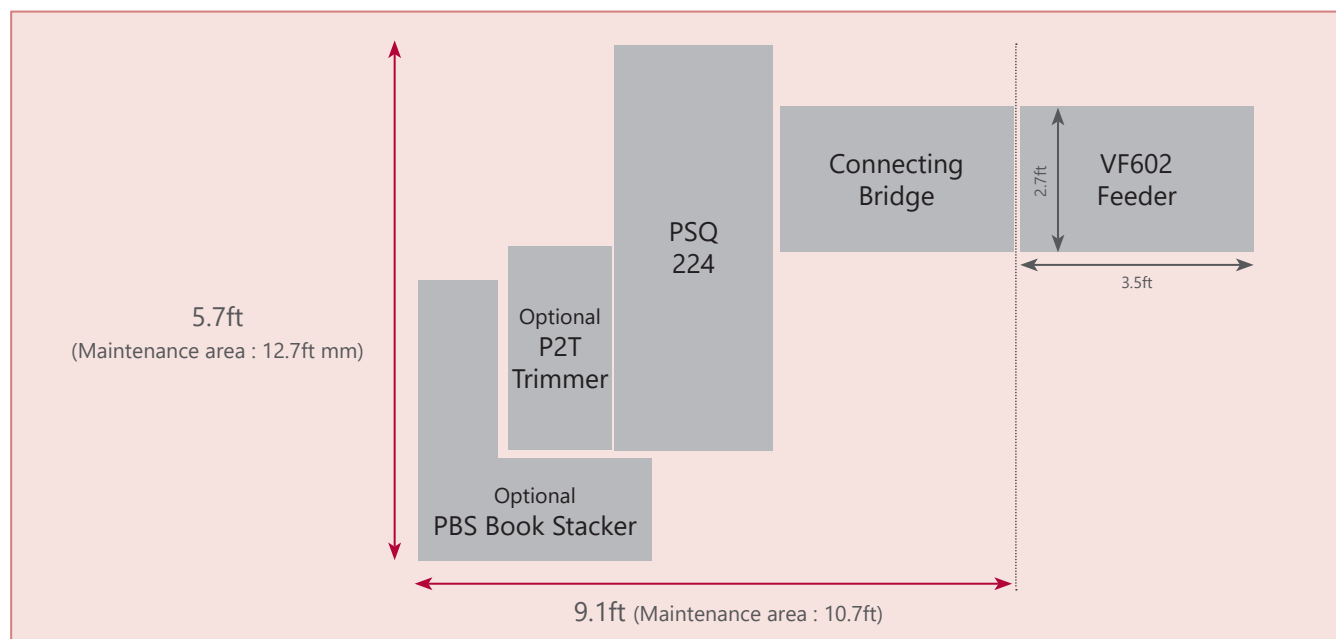 5.7ft
(Maintenance area : 12.7ft mm)
Optional
PBS Book Stacker
Optional
P2T
Trimmer
PSQ
224
Connecting
Bridge
VF602
Feeder
2.7ft
3.5ft
9.1ft (Maintenance area : 10.7ft)